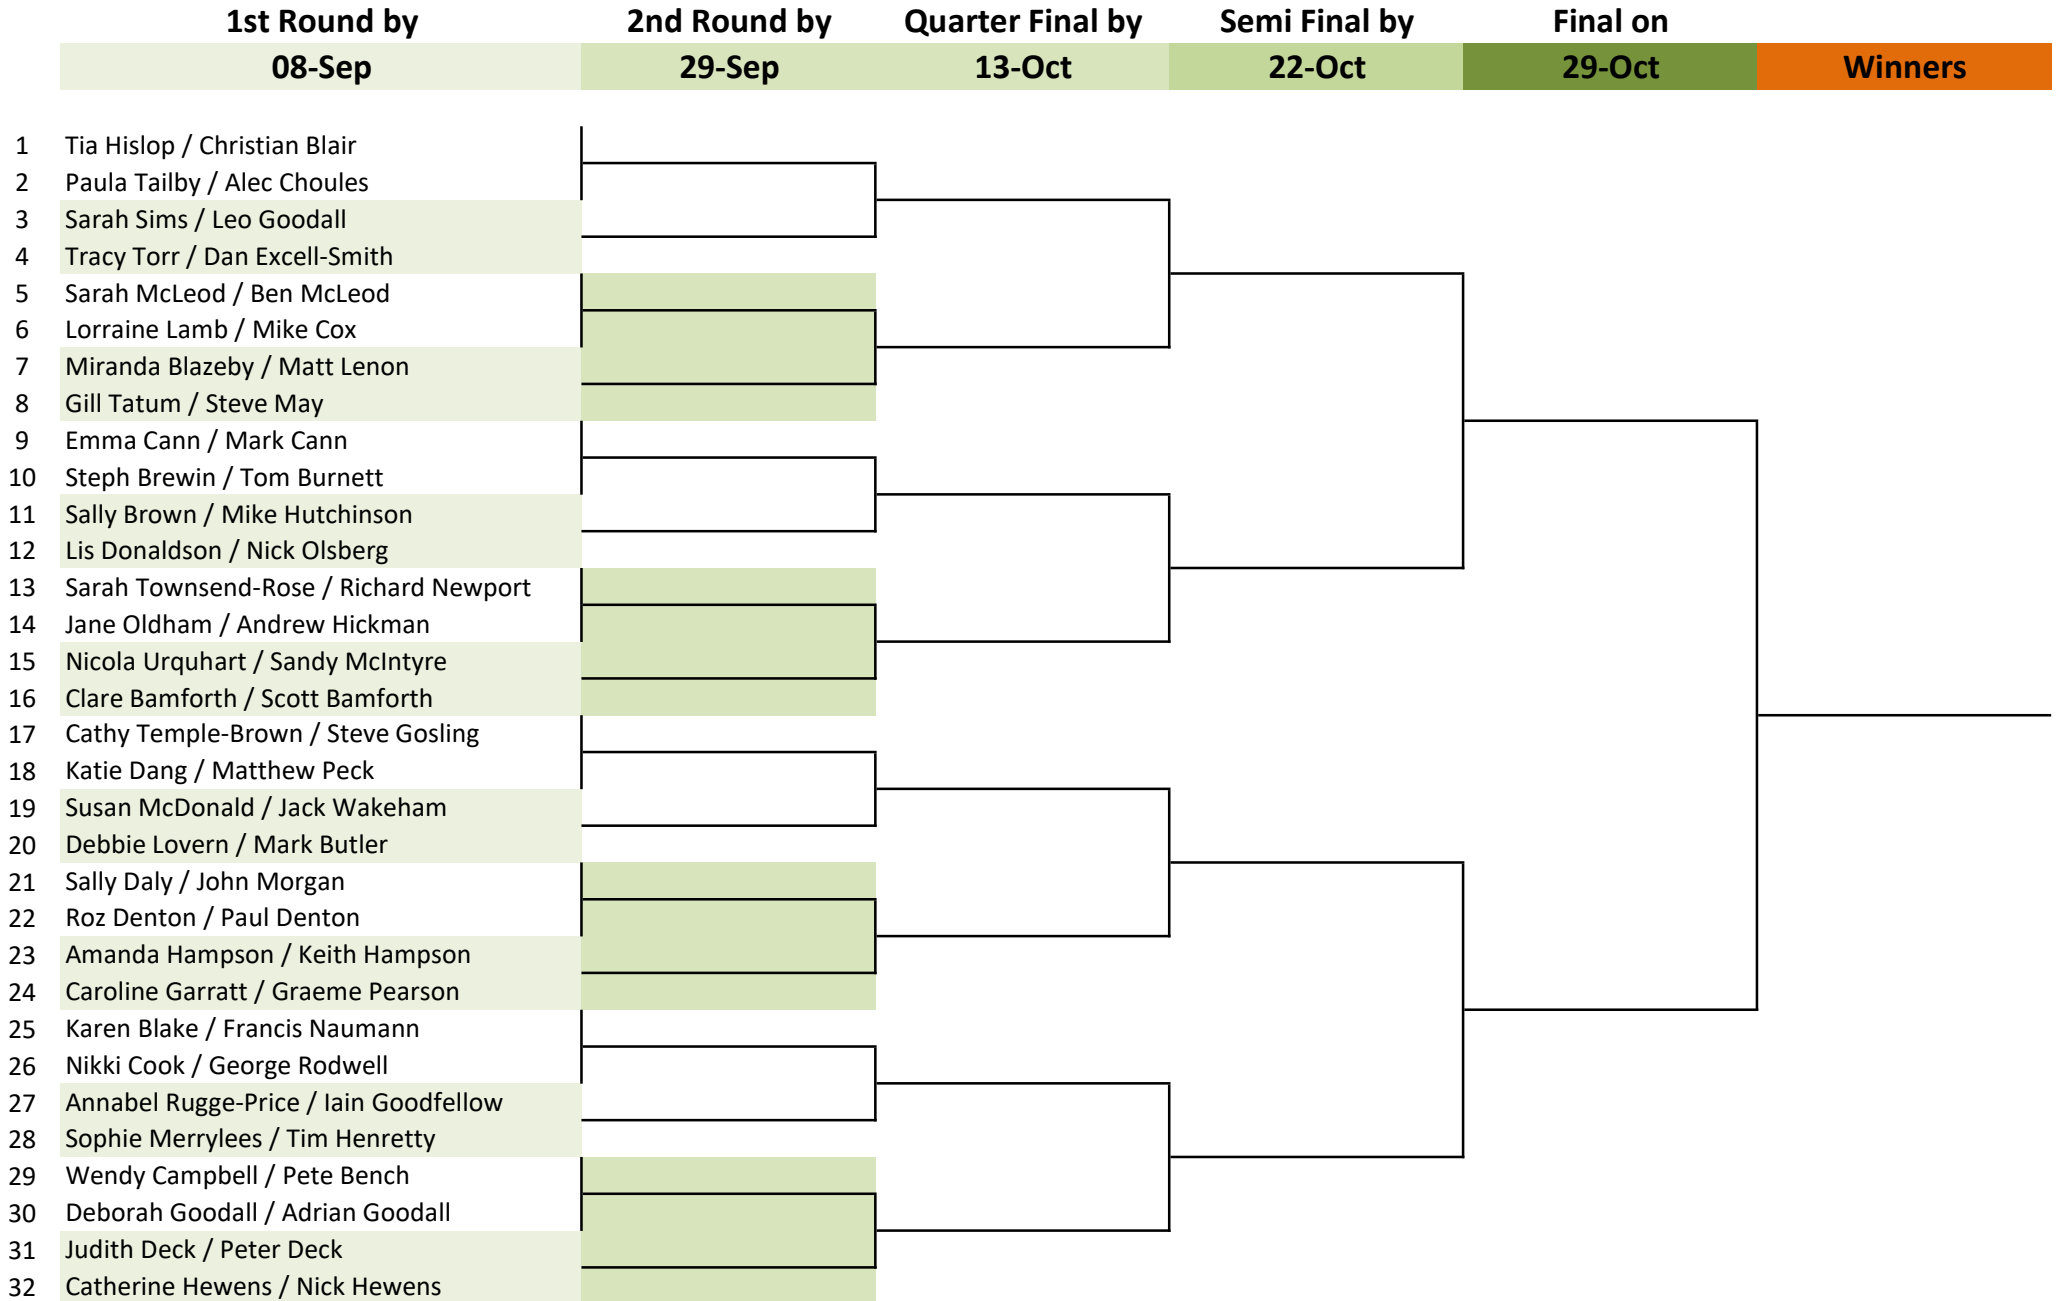 1st Round by 2nd Round by Quarter Final by Semi Final by Final on
08-Sep 29-Sep 13-Oct 22-Oct 29-Oct Winners
1 Tia Hislop / Christian Blair
2 Paula Tailby / Alec Choules
3 Sarah Sims / Leo Goodall
4 Tracy Torr / Dan Excell-Smith
5 Sarah McLeod / Ben McLeod
6 Lorraine Lamb / Mike Cox
7 Miranda Blazeby / Matt Lenon
8 Gill Tatum / Steve May
9 Emma Cann / Mark Cann
10 Steph Brewin / Tom Burnett
11 Sally Brown / Mike Hutchinson
12 Lis Donaldson / Nick Olsberg
13 Sarah Townsend-Rose / Richard Newport
14 Jane Oldham / Andrew Hickman
15 Nicola Urquhart / Sandy McIntyre
16 Clare Bamforth / Scott Bamforth
17 Cathy Temple-Brown / Steve Gosling
18 Katie Dang / Matthew Peck
19 Susan McDonald / Jack Wakeham
20 Debbie Lovern / Mark Butler
21 Sally Daly / John Morgan
22 Roz Denton / Paul Denton
23 Amanda Hampson / Keith Hampson
24 Caroline Garratt / Graeme Pearson
25 Karen Blake / Francis Naumann
26 Nikki Cook / George Rodwell
27 Annabel Rugge-Price / Iain Goodfellow
28 Sophie Merrylees / Tim Henretty
29 Wendy Campbell / Pete Bench
30 Deborah Goodall / Adrian Goodall
31 Judith Deck / Peter Deck
32 Catherine Hewens / Nick Hewens